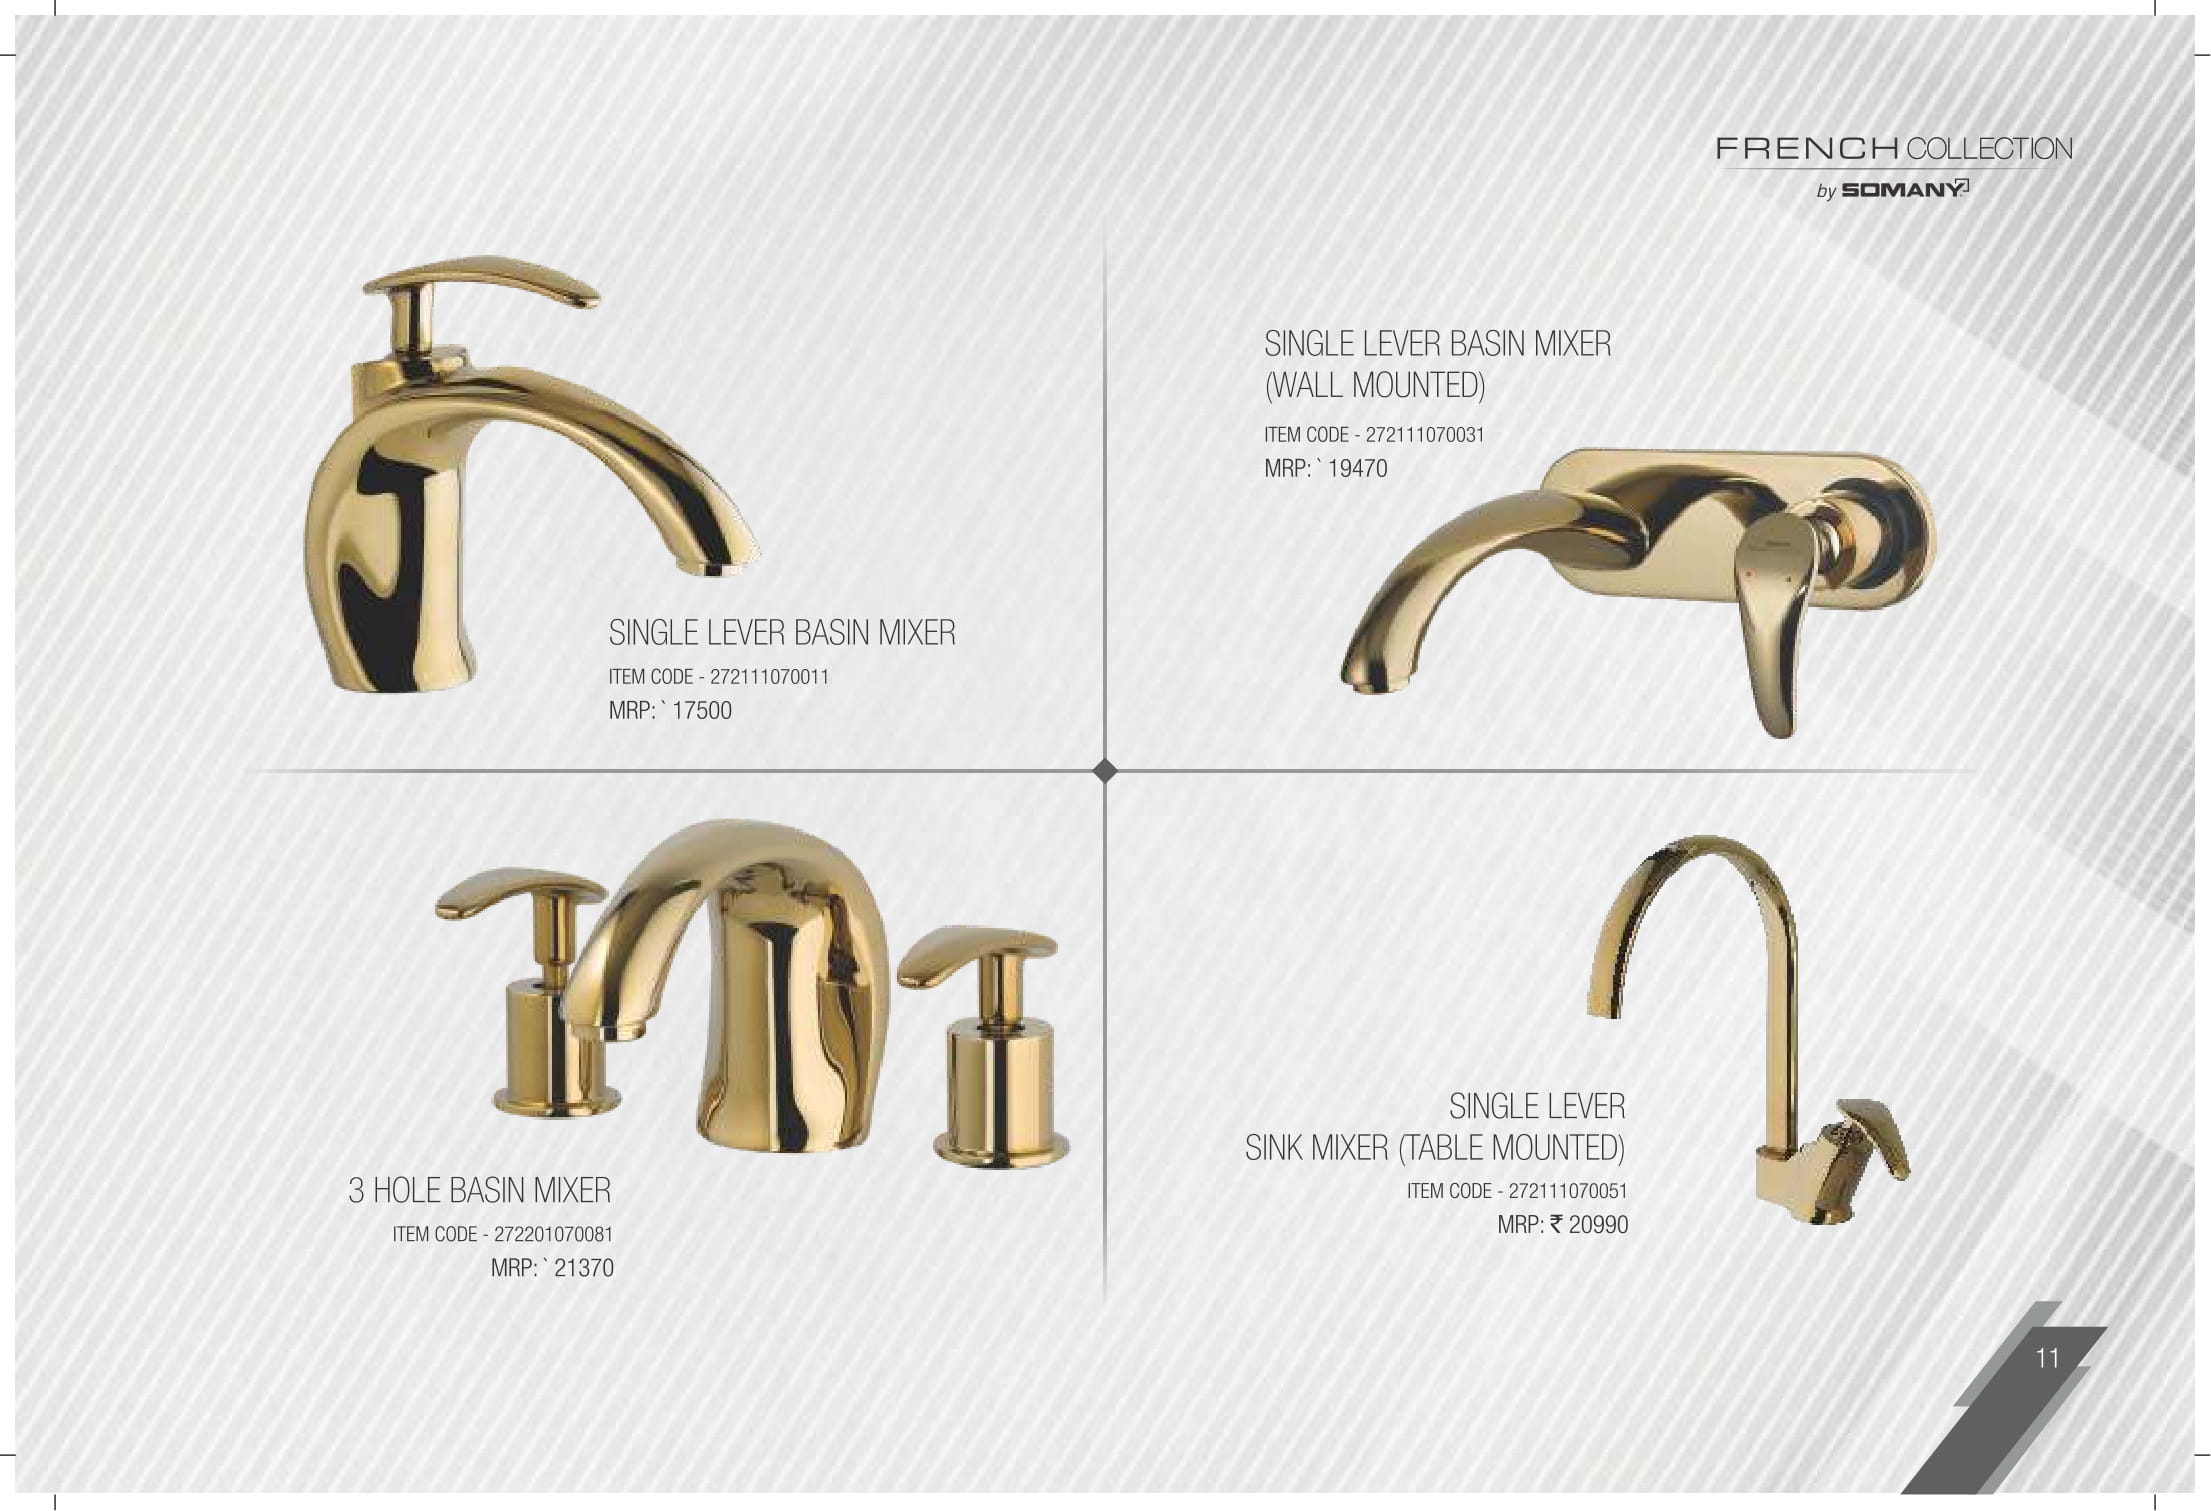 FRENCH COLLECTION
by SOMANY
SINGLE LEVER BASIN MIXER
ITEM CODE - 272111070011
MRP: ` 17500
SINGLE LEVER BASIN MIXER
(WALL MOUNTED)
ITEM CODE - 272111070031
MRP: ` 19470
3 HOLE BASIN MIXER
ITEM CODE - 272201070081
MRP: ` 21370
SINGLE LEVER
SINK MIXER (TABLE MOUNTED)
ITEM CODE - 272111070051
MRP: ₹ 20990
11